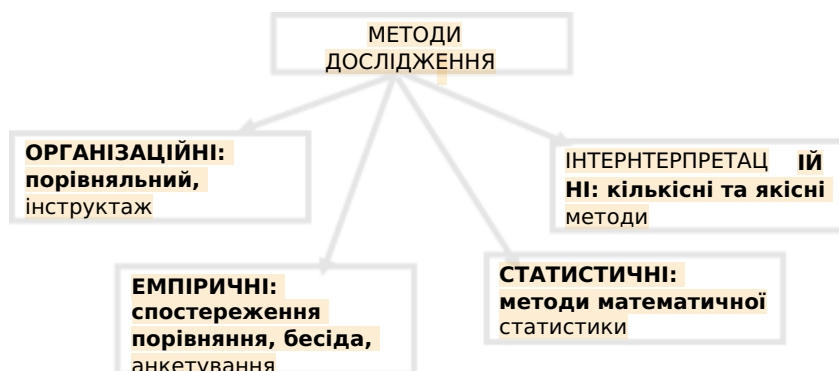 МЕТОДИ
ДОСЛІДЖЕННЯ
ОРГАНІЗАЦІЙНІ:
порівняльний,
інструктаж
ІНТЕРНТЕРПРЕТАЦ ІЙ
НІ: кількісні та якісні
методи
ЕМПІРИЧНІ:
спостереження
порівняння, бесіда,
анкетування
СТАТИСТИЧНІ:
методи математичної
статистики